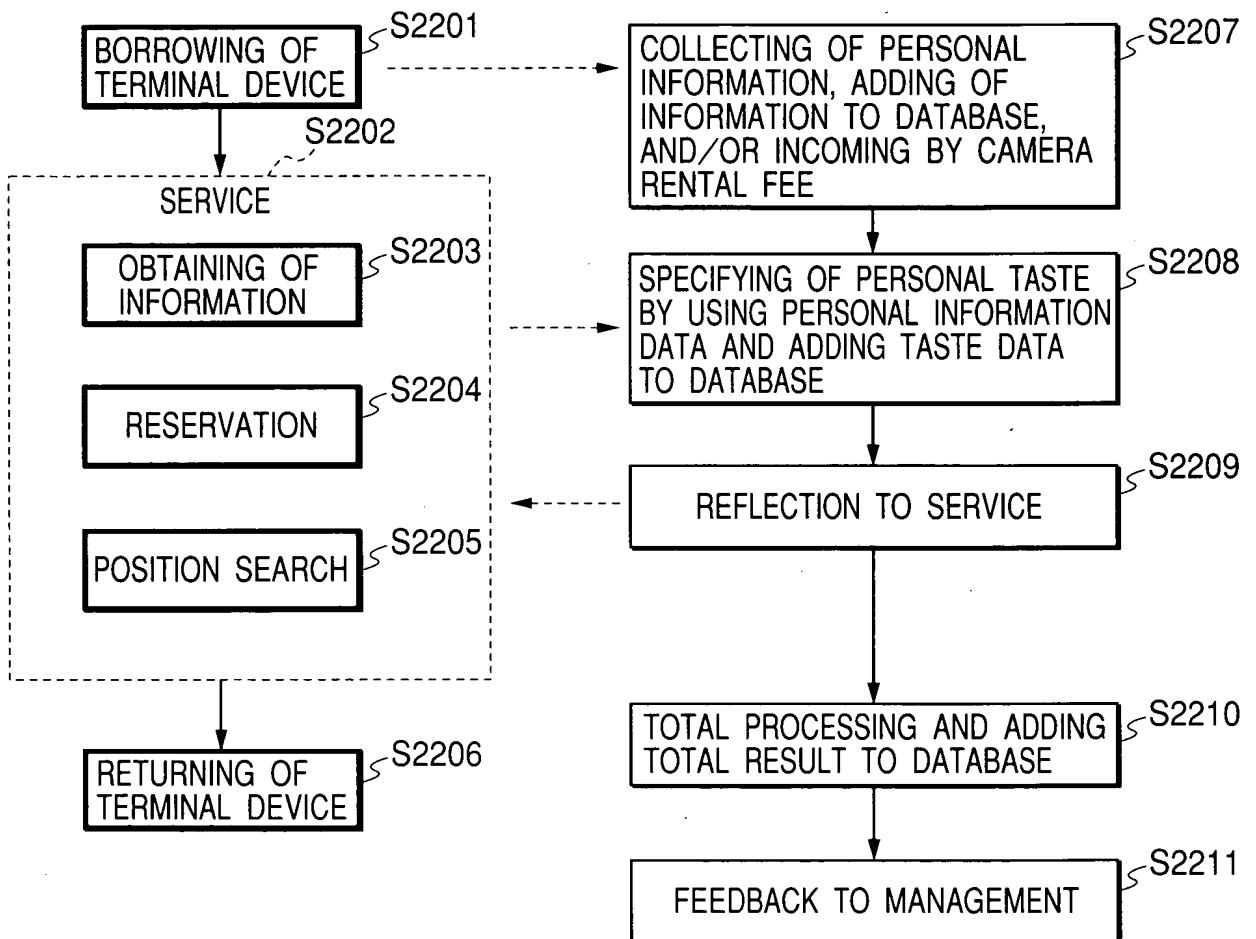 BORROWING OF
TERMINAL DEVICE
S2201
S2202
SERVICE
OBTAINING OF
INFORMATION
S2203
RESERVATION
S2204
POSITION SEARCH
S2205
RETURNING OF
TERMINAL DEVICE
S2206
COLLECTING OF PERSONAL
INFORMATION, ADDING OF
INFORMATION TO DATABASE,
AND/OR INCOMING BY CAMERA
RENTAL FEE
S2207
SPECIFYING OF PERSONAL TASTE
BY USING PERSONAL INFORMATION
DATA AND ADDING TASTE DATA
TO DATABASE
S2208
REFLECTION TO SERVICE
S2209
TOTAL PROCESSING AND ADDING
TOTAL RESULT TO DATABASE
S2210
FEEDBACK TO MANAGEMENT
S2211